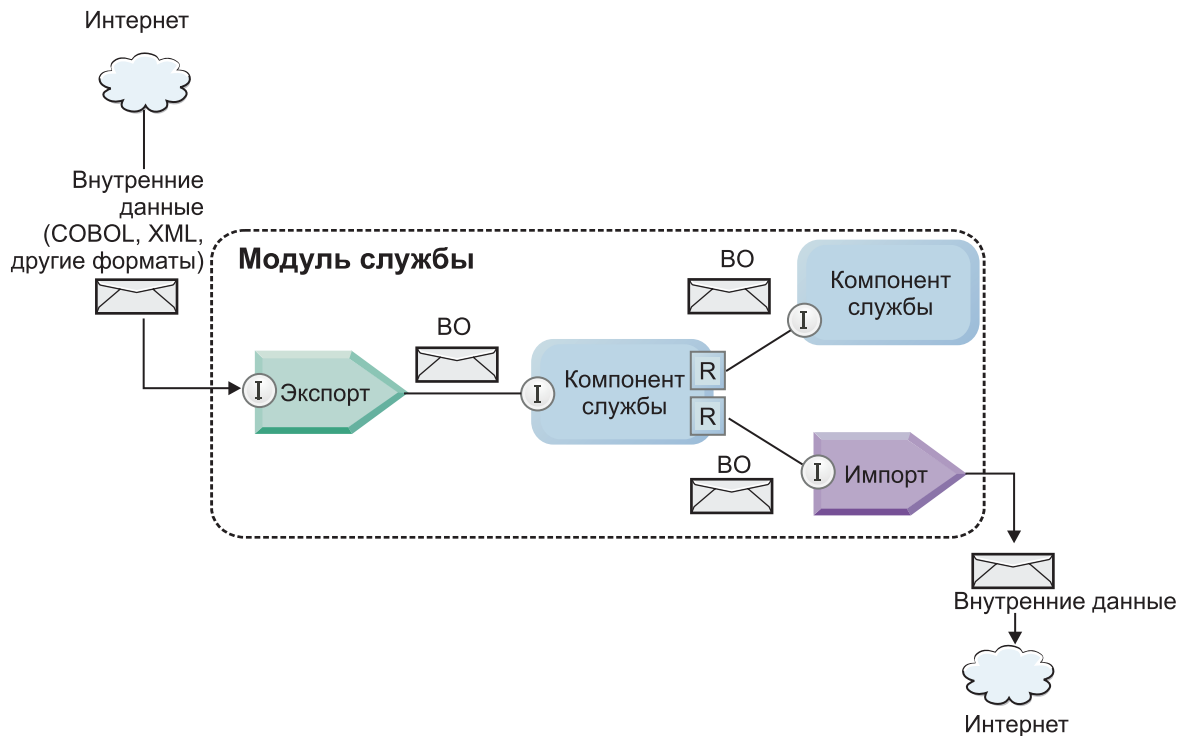 Интернет
Внутренние
данные
(COBOL, XML,
другие форматы)
Модуль службы
BO
Компонент
службы
I
BO
I
Экспорт
I
Компонент
службы
R
R
BO
I
Импорт
Внутренние данные
Интернет